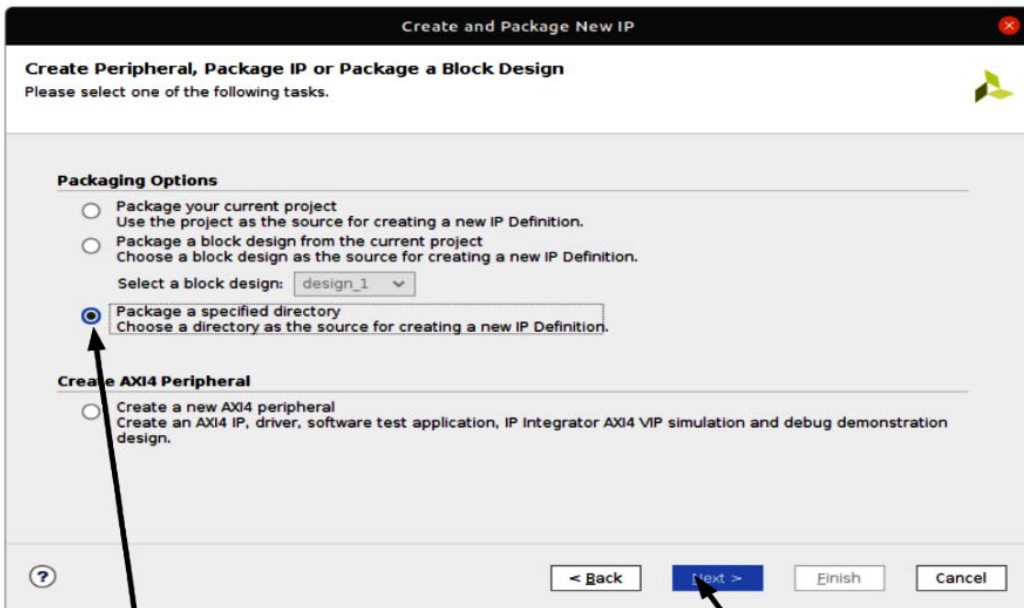 Create and Package New IP
Create Peripheral, Package IP or Package a Block Design
Please select one of the following tasks.
Packaging Options
Package your current project
Use the project as the source for creating a new IP Definition.
Package a block design from the current project
Choose a block design as the source for creating a new IP Definition.
Select a block design: design_1
Package a specified directory
Choose a directory as the source for creating a new IP Definition.
Create AXI4 Peripheral
Create a new AXI4 peripheral
Create an AXI4 IP, driver, software test application, IP Integrator AXI4 VIP simulation and debug demonstration
design.
? < Back Next > Finish Cancel